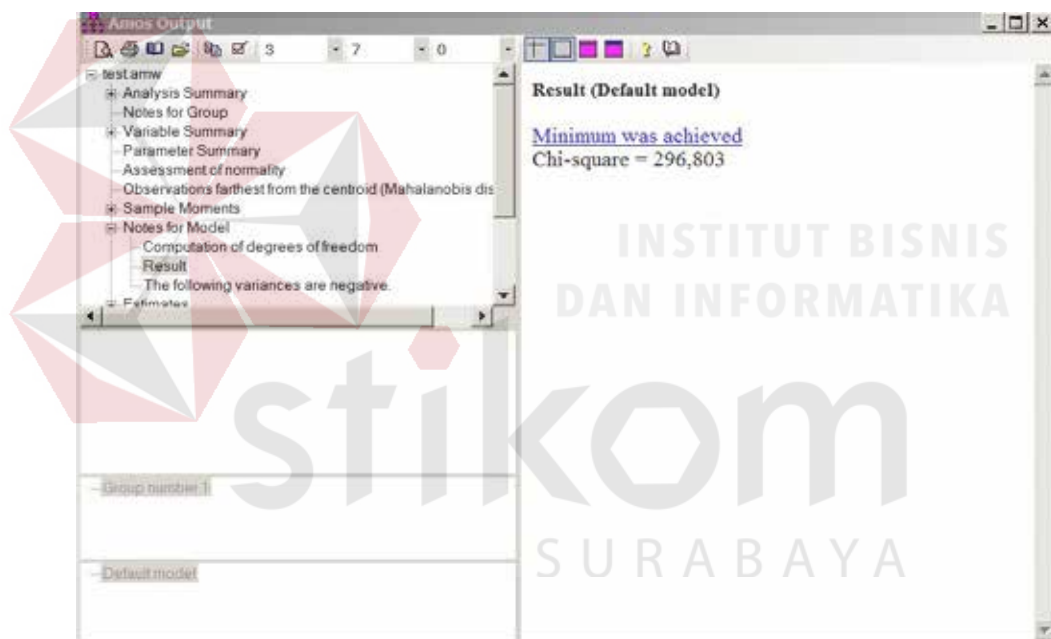 Amos Output
3 7 0
test.amw
Analysis Summary
Notes for Group
Variable Summary
Parameter Summary
Assessment of normality
Observations farthest from the centroid (Mahalanobis dis
Sample Moments
Notes for Model
Computation of degrees of freedom
Result
The following variances are negative.
Estimates
Group number 1
Default model
Result (Default model)
Minimum was achieved
Chi-square = 296,803
INSTITUT BISNIS
DAN INFORMATIKA
stikom
SURABAYA